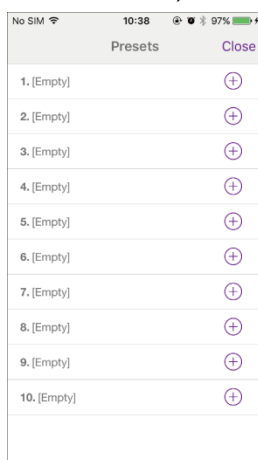 No SIM 10:38 97%
Presets Close
1. [Empty]
2. [Empty]
3. [Empty]
4. [Empty]
5. [Empty]
6. [Empty]
7. [Empty]
8. [Empty]
9. [Empty]
10. [Empty]